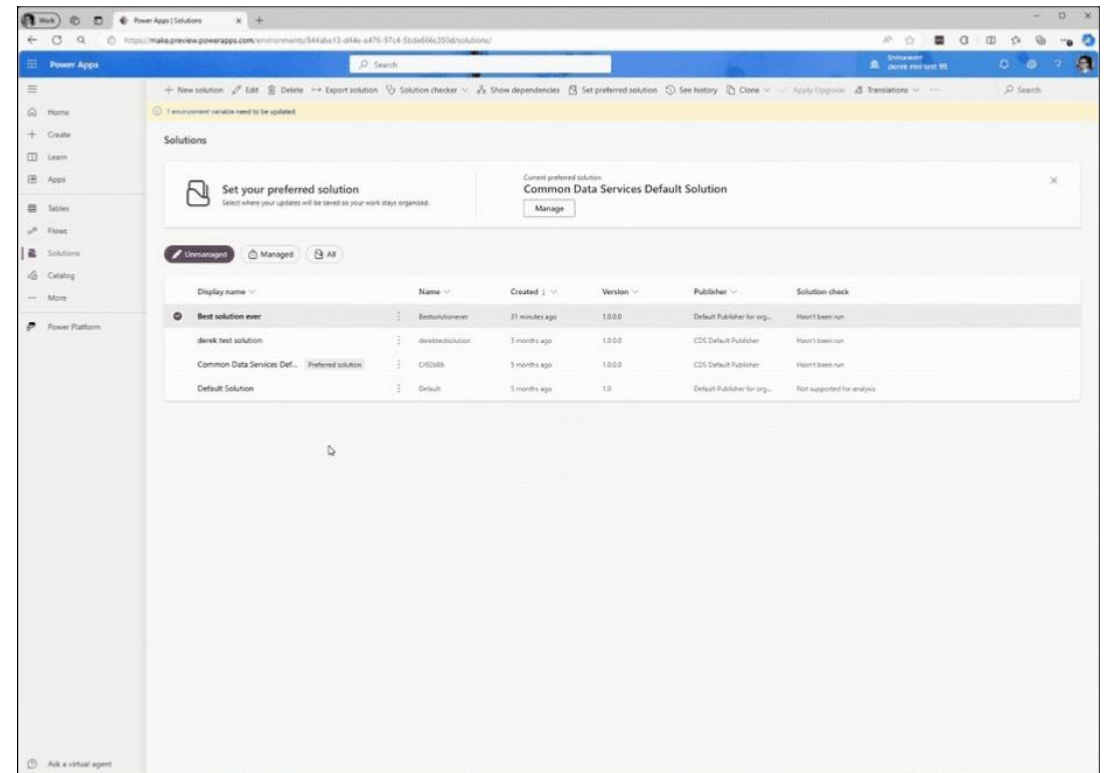 Work
Power Apps | Solutions
https://make.preview.powerapps.com/environments/
Power Apps
Search
Environment
+ New solution Edit Delete Export solution Solution checker Show dependencies Set preferred solution See history Clone Apply Upgrade Translations ... Search
Home
1 environment variable need to be updated.
Create
Solutions
Learn
Apps
Current preferred solution
Set your preferred solution
Common Data Services Default Solution
Select where your updates will be saved so your work stays organized.
Manage
Tables
Flows
Solutions
Unmanaged Managed All
Catalog
More
Display name Name Created ↓ Version Publisher Solution check
Best solution ever Bestsolutionever 31 minutes ago 1.0.0.0 Default Publisher for org... Hasn't been run
Power Platform
derek test solution derektestsolution 3 months ago 1.0.0.0 CDS Default Publisher Hasn't been run
Common Data Services Def... Preferred solution 5 months ago 1.0.0.0 CDS Default Publisher Hasn't been run
Default Solution Default 5 months ago 1.0 Default Publisher for org... Not supported for analysis
Ask a virtual agent